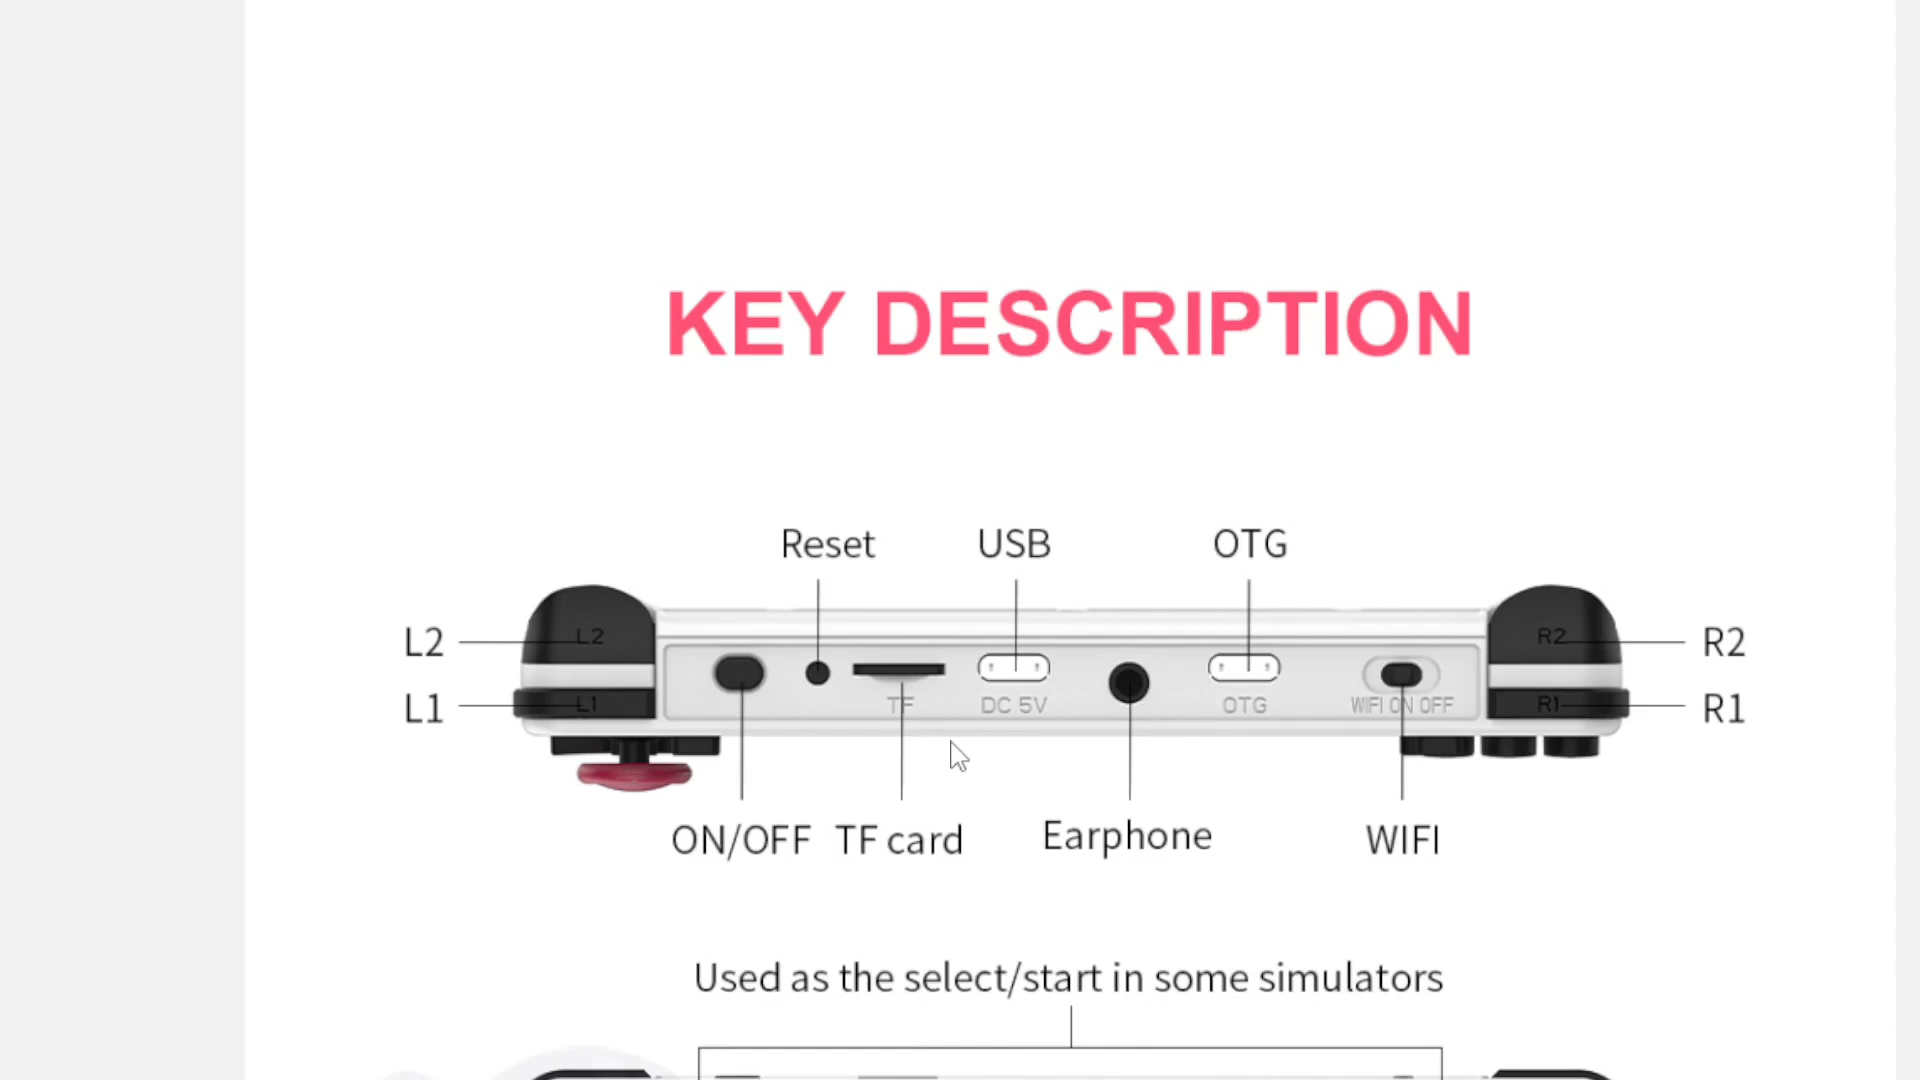 KEY DESCRIPTION
Reset USB OTG
L2 L2 R2 R2
L1 L1 TF DC 5V OTG WIFI ON OFF R1 R1
ON/OFF TF card Earphone WIFI
Used as the select/start in some simulators